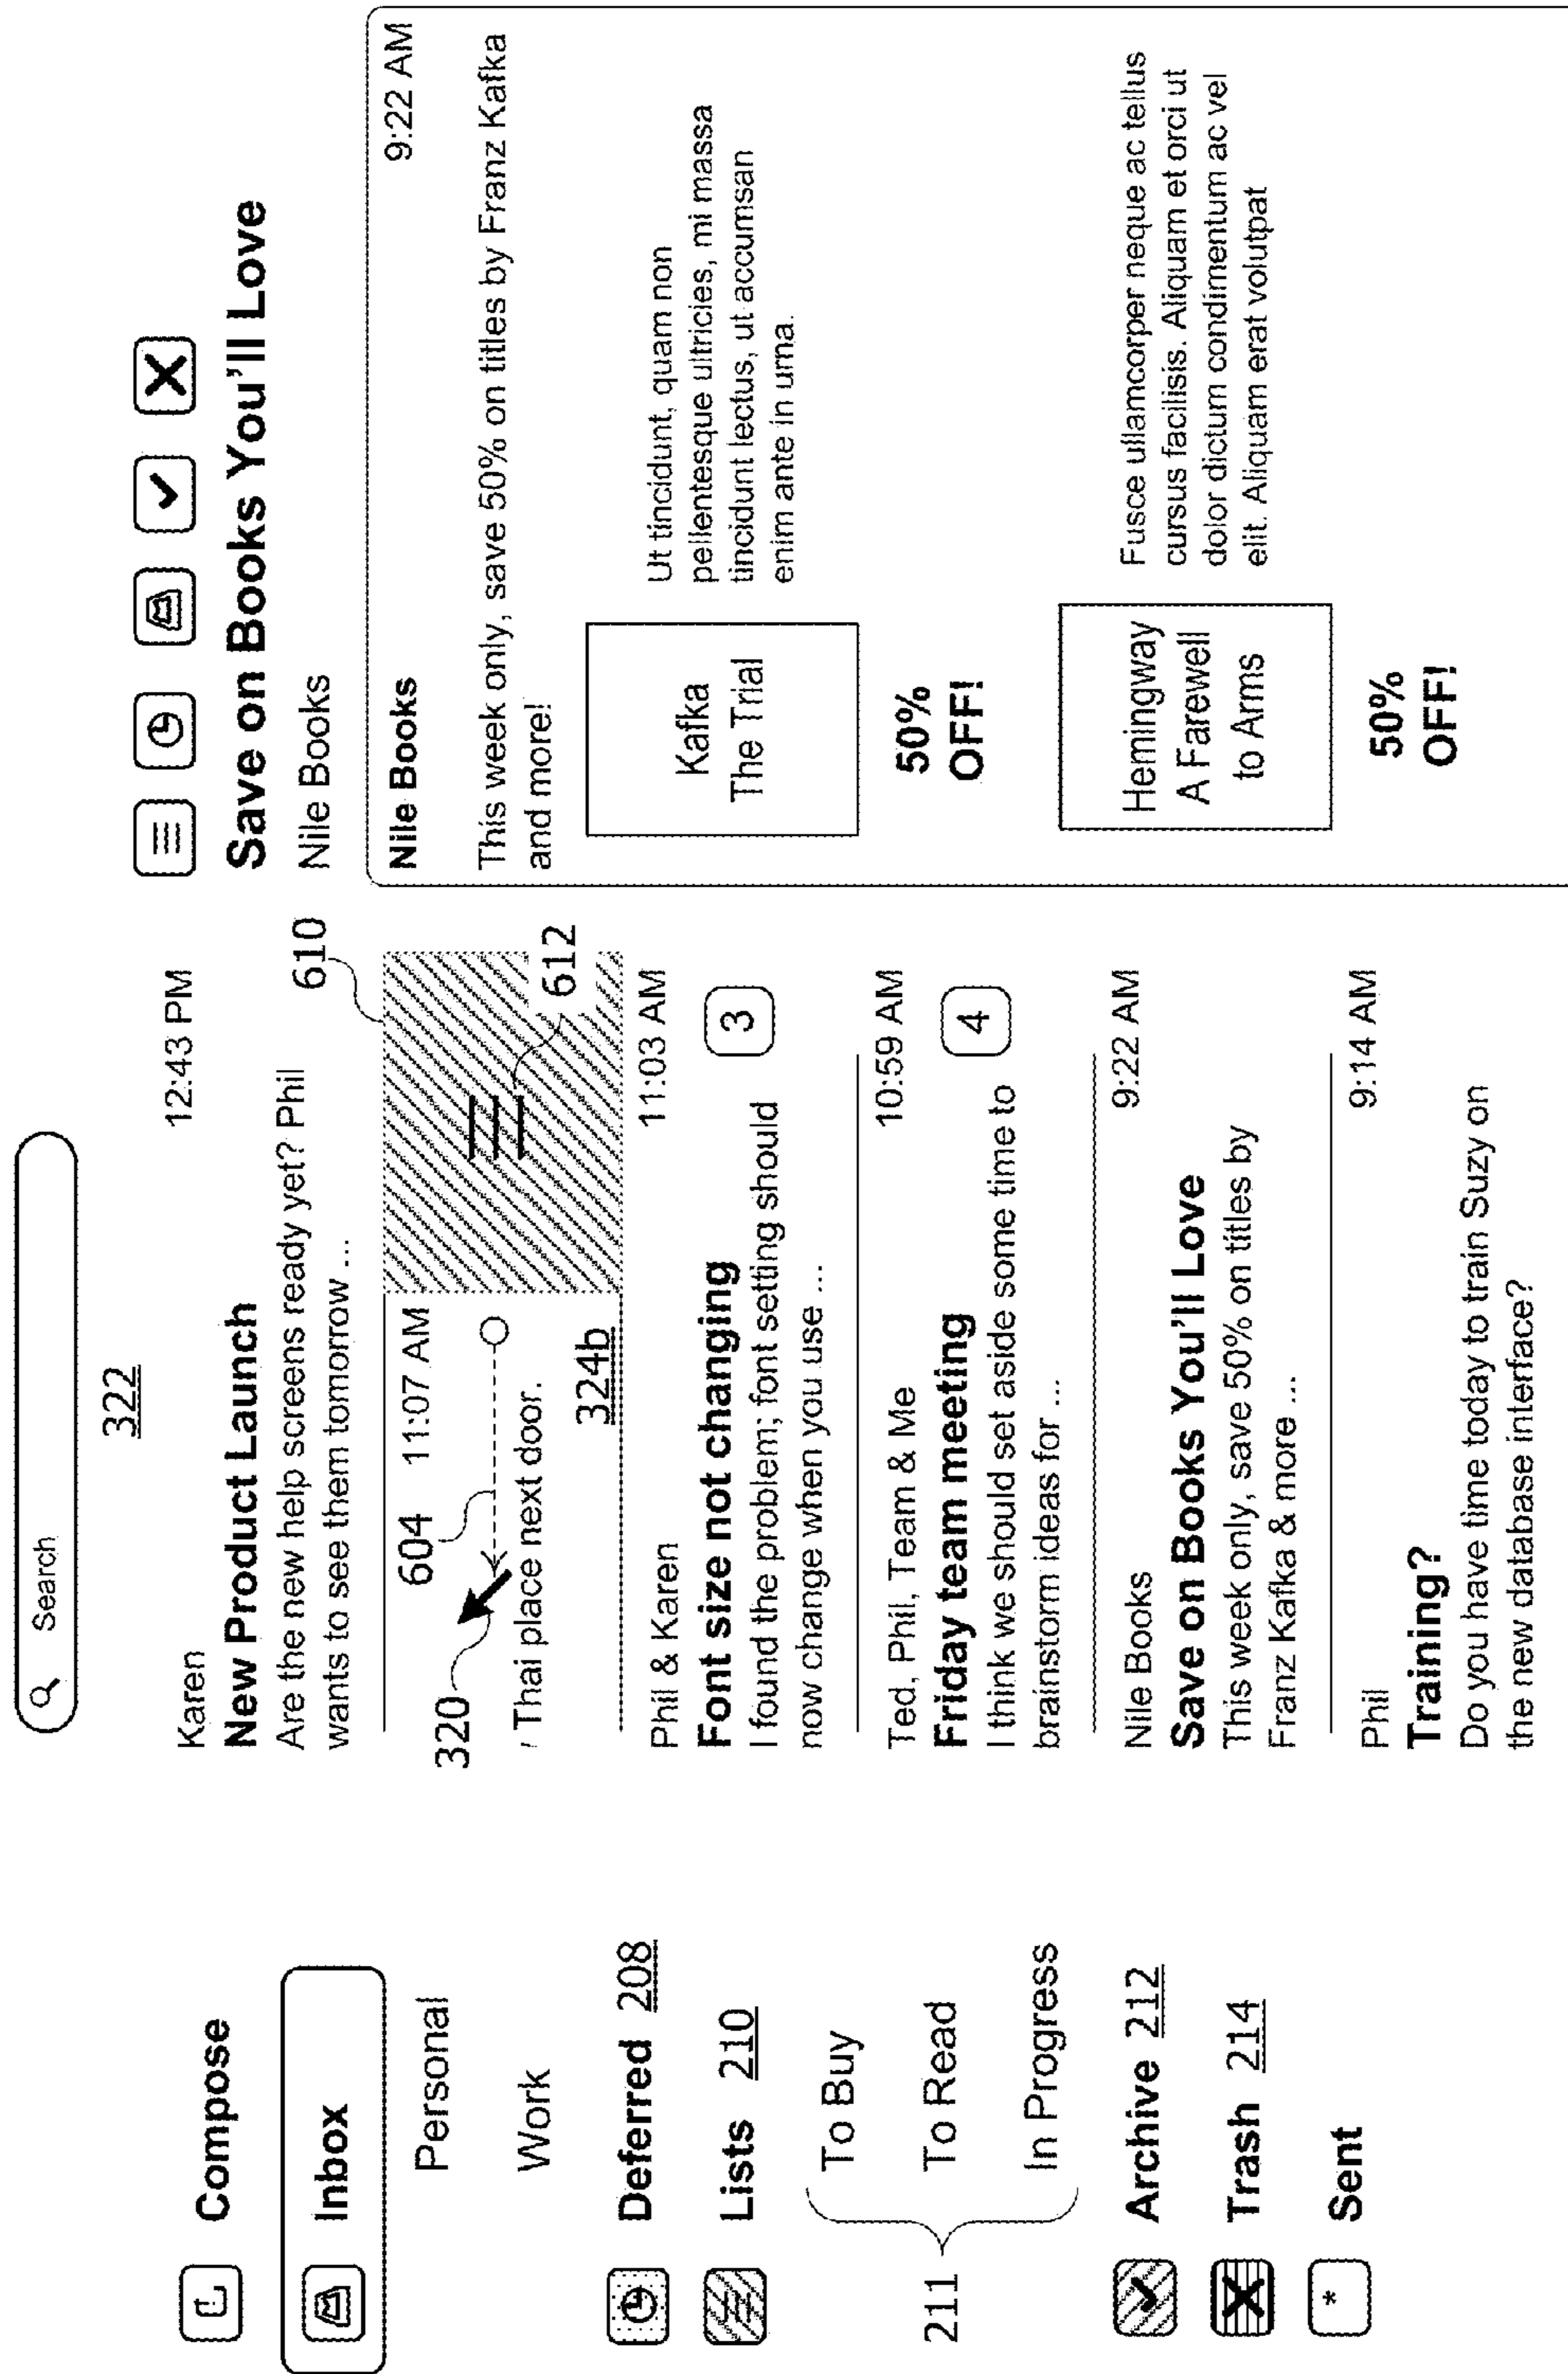 Compose
Inbox
Personal
Work
Deferred 208
Lists 210
To Buy
To Read
In Progress
211
Archive 212
Trash 214
* Sent
Search
322
Karen 12:43 PM
New Product Launch
Are the new help screens ready yet? Phil
wants to see them tomorrow ...
610
604 11:07 AM
320
Thai place next door.
324b
612
Phil & Karen 11:03 AM
Font size not changing
I found the problem; font setting should
now change when you use ...
3
Ted, Phil, Team & Me 10:59 AM
Friday team meeting
I think we should set aside some time to
brainstorm ideas for ...
4
Nile Books 9:22 AM
Save on Books You'll Love
This week only, save 50% on titles by
Franz Kafka & more ...
Phil 9:14 AM
Training?
Do you have time today to train Suzy on
the new database interface?
Save on Books You'll Love
Nile Books
Nile Books 9:22 AM
This week only, save 50% on titles by Franz Kafka
and more!
Kafka
The Trial
50%
OFF!
Ut tincidunt, quam non
pellentesque ultricies, mi massa
tincidunt lectus, ut accumsan
enim ante in urna.
Hemingway
A Farewell
to Arms
50%
OFF!
Fusce ullamcorper neque ac tellus
cursus facilisis. Aliquam et orci ut
dolor dictum condimentum ac vel
elit. Aliquam erat volutpat